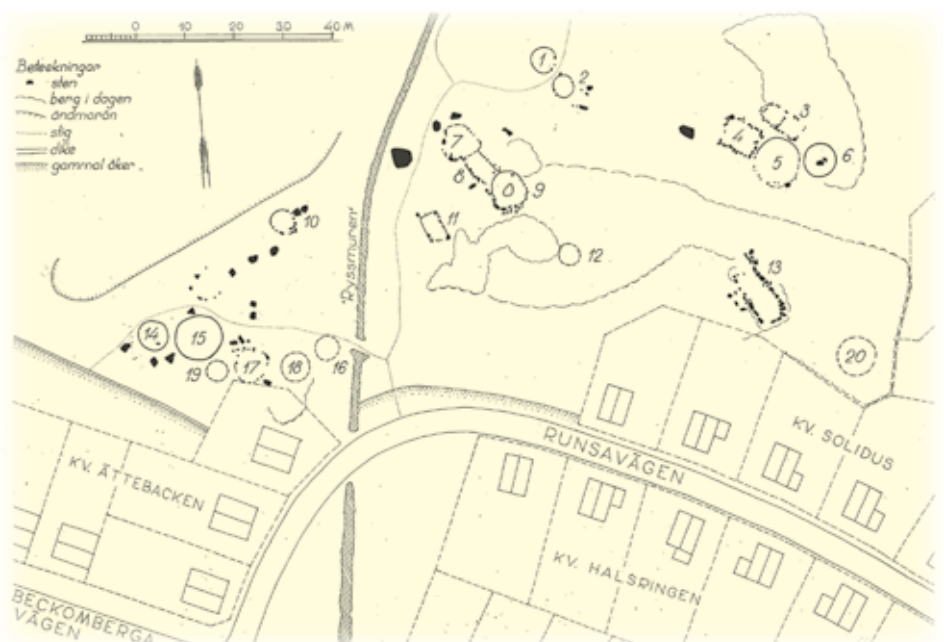 0 10 20 30 40 M
Beteckningar
sten
berg i dagen
ändmorän
stig
dike
gammal åker
1
2
3
4
5
6
7
8
9
10
11
12
13
"Ryssmuren"
14
15
16
17
18
19
20
KV. ÄTTEBACKEN
RUNSAVÄGEN
KV. SOLIDUS
KV. HALSRINGEN
BECKOMBERGA
VÄGEN